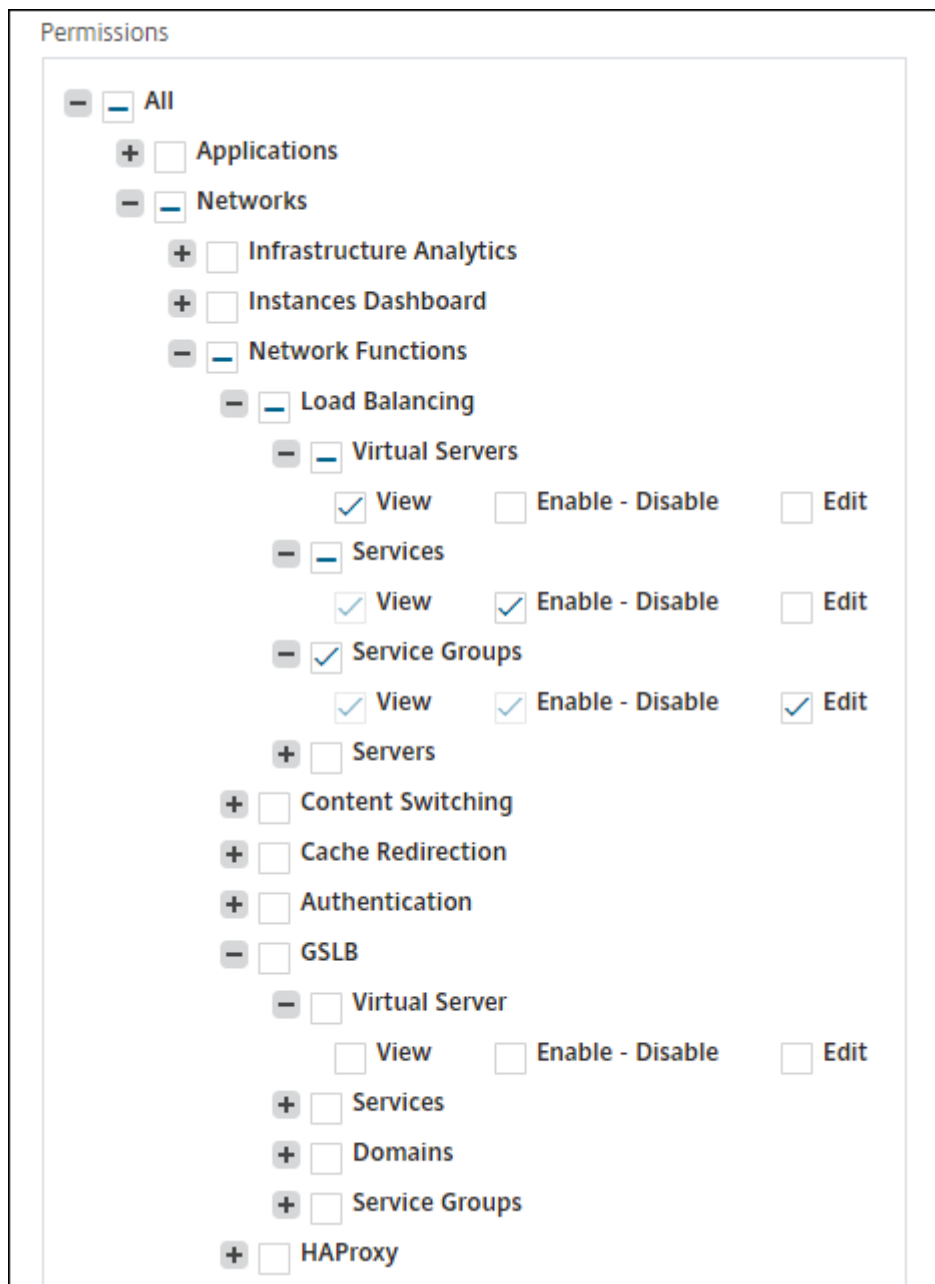 Permissions
All
Applications
Networks
Infrastructure Analytics
Instances Dashboard
Network Functions
Load Balancing
Virtual Servers
View Enable - Disable Edit
Services
View Enable - Disable Edit
Service Groups
View Enable - Disable Edit
Servers
Content Switching
Cache Redirection
Authentication
GSLB
Virtual Server
View Enable - Disable Edit
Services
Domains
Service Groups
HAProxy